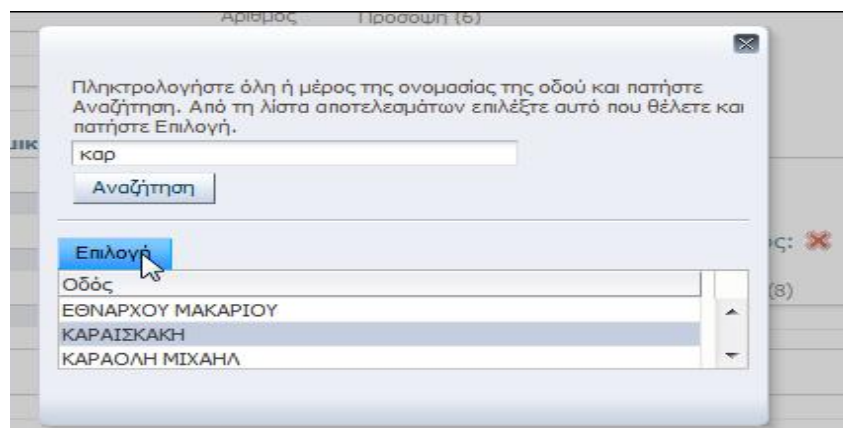 Αριθμός Πρόσοψη (6)
Πληκτρολογήστε όλη ή μέρος της ονομασίας της οδού και πατήστε
Αναζήτηση. Από τη λίστα αποτελεσμάτων επιλέξτε αυτό που θέλετε και
πατήστε Επιλογή.
καρ
Αναζήτηση
Επιλογή
ς:
Οδός
(8)
ΕΘΝΑΡΧΟΥ ΜΑΚΑΡΙΟΥ
ΚΑΡΑΙΣΚΑΚΗ
ΚΑΡΑΟΛΗ ΜΙΧΑΗΛ